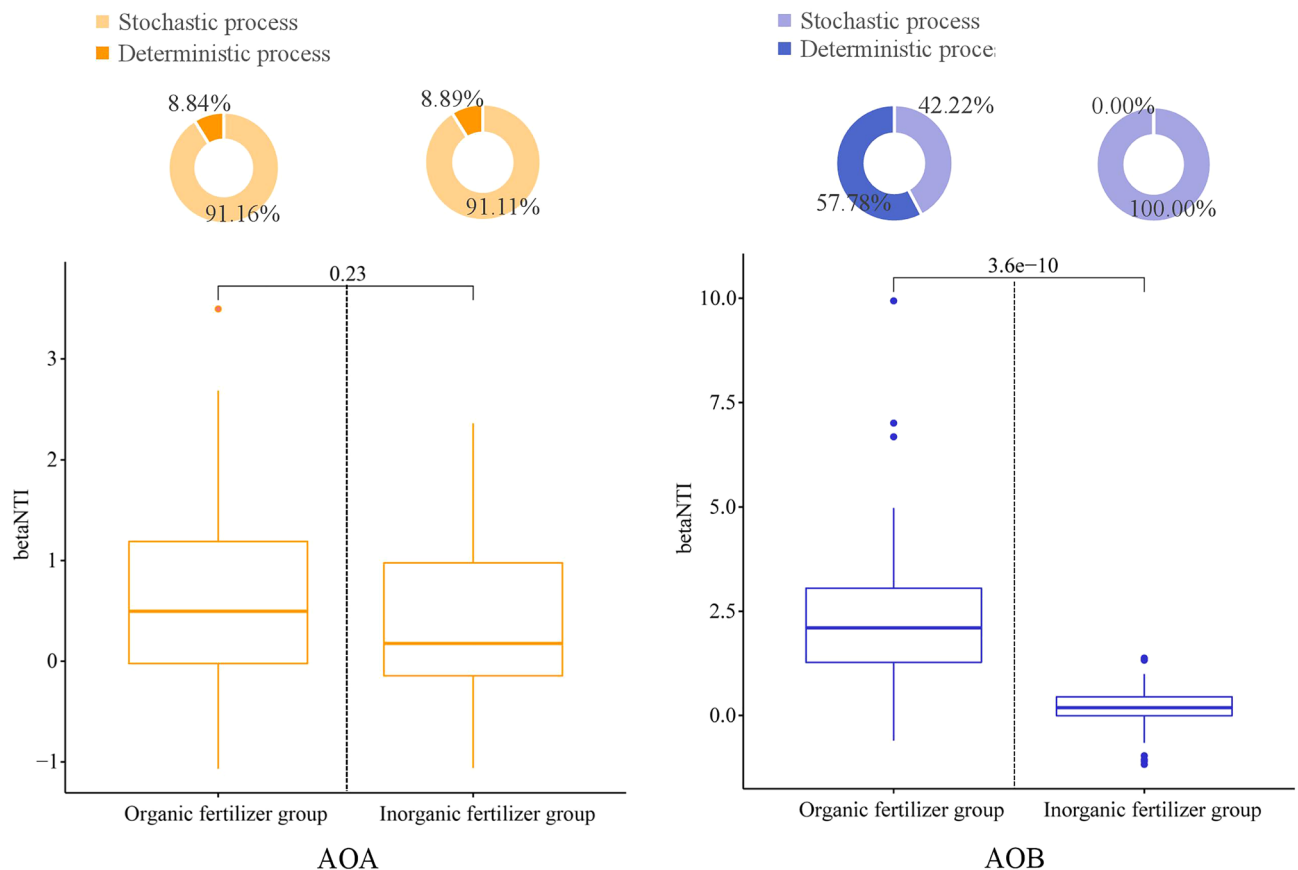 Stochastic process
Deterministic process
8.84%
91.16%
8.89%
91.11%
0.23
3
2
1
0
−1
betaNTI
Organic fertilizer group
Inorganic fertilizer group
AOA
Stochastic process
Deterministic proce
42.22%
57.78%
0.00%
100.00%
3.6e−10
10.0
7.5
5.0
2.5
0.0
betaNTI
Organic fertilizer group
Inorganic fertilizer group
AOB